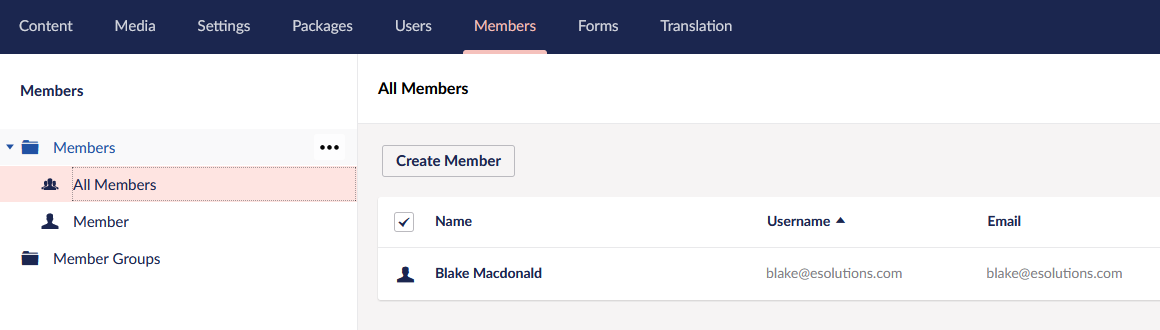 Content Media Settings Packages Users Members Forms Translation
Members
All Members
Members
All Members
Member
Member Groups
Create Member
Name Username Email
Blake Macdonald blake@esolutions.com blake@esolutions.com